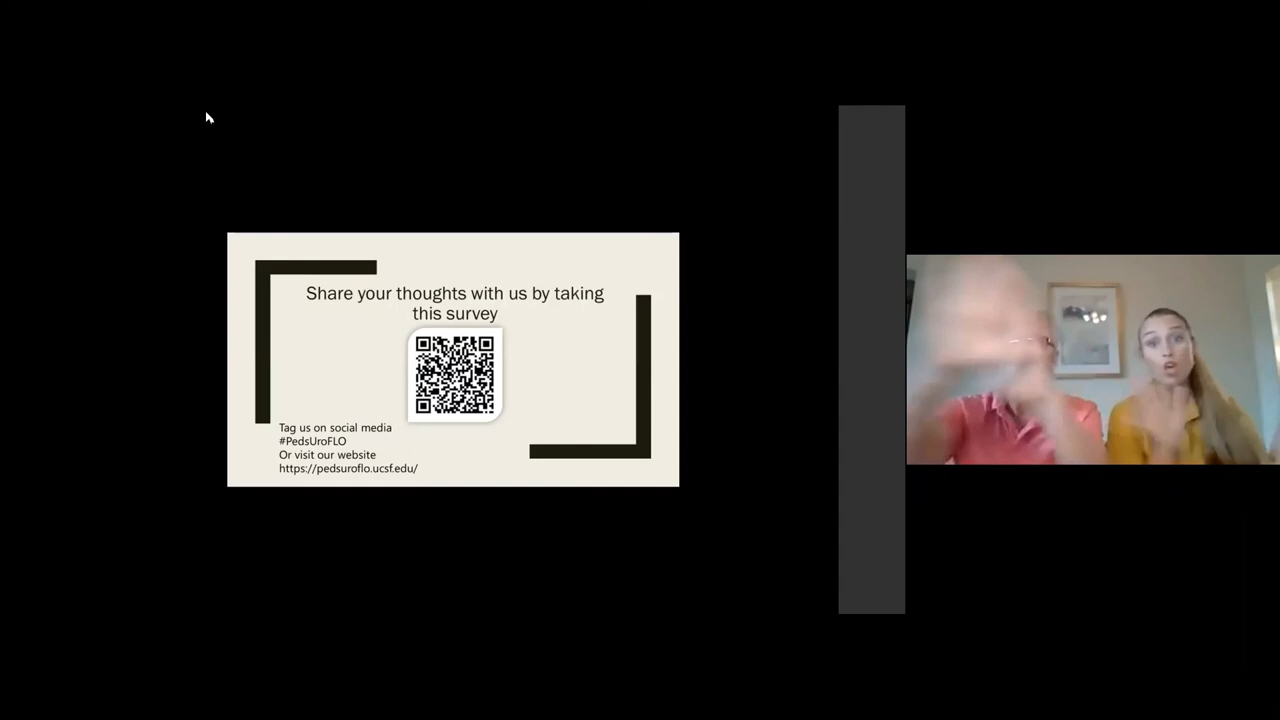 Share your thoughts with us by taking
this survey
Tag us on social media
#PedsUroFLO
Or visit our website
https://pedsuroflo.ucsf.edu/